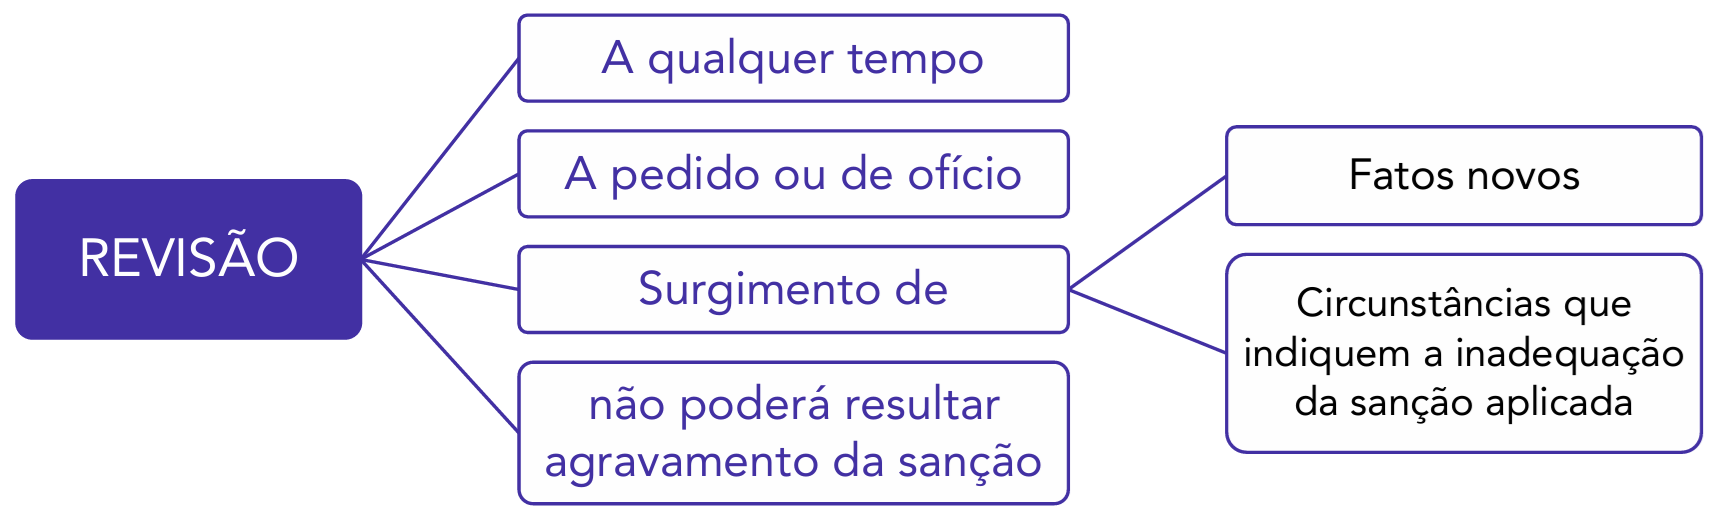 REVISÃO
A qualquer tempo
A pedido ou de ofício
Surgimento de
não poderá resultar
agravamento da sanção
Fatos novos
Circunstâncias que
indiquem a inadequação
da sanção aplicada